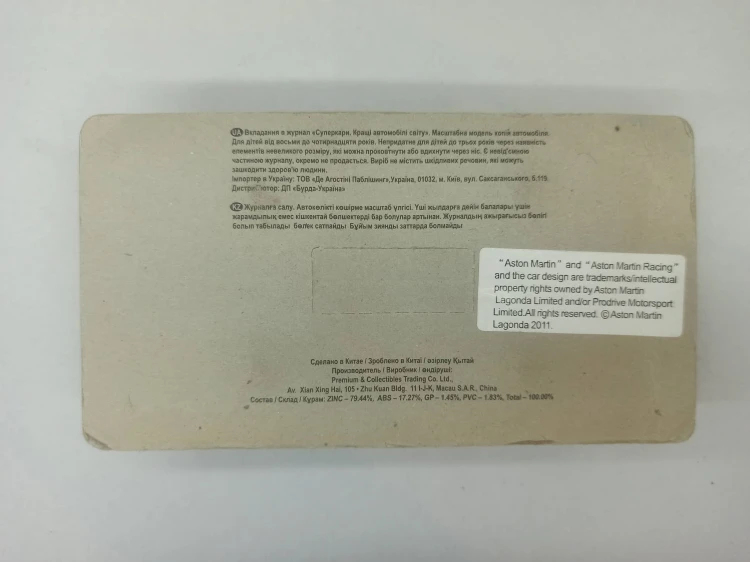 UA Вкладання в журнал «Суперкари. Кращі автомобілі світу». Масштабна модель копій автомобіля.
Для дітей від восьми до чотирнадцяти років. Непридатне для дітей до трьох років через наявність
елементів невеликого розміру, які можна проковтнути або вдихнути через ніс. Є невід'ємною
частиною журналу, окремо не продається. Виріб не містить шкідливих речовин, які можуть
зашкодити здоров'ю людини.
Імпортер в Україну: ТОВ «Де Агостіні Паблішинг», Україна, 01032, м. Київ, вул. Саксаганського, б.119.
Дистриб'ютор: ДП «Бурда-Україна»
KZ Журналға салу. Автокөлікті көшірме масштаб үлгісі. Үші жылдарға дейін балалары үшін
жарамдылық емес кішкентай бөлшектерді бар болулар артынан. Журналдың ажырағысыз бөлігі
болып табылады Бөлек сатпайды Бұйым зиянды заттарда болмайды
"Aston Martin" and "Aston Martin Racing"
and the car design are trademarks/intellectual
property rights owned by Aston Martin
Lagonda Limited and/or Prodrive Motorsport
Limited.All rights reserved. ©Aston Martin
Lagonda 2011.
Сделано в Китае / Зроблено в Китаї / әзірлеу Қытай
Производитель / Виробник / өндіруші:
Premium & Collectibles Trading Co. Ltd.,
Av. Xian Xing Hai, 105 • Zhu Kuan Bldg. 11 I-J-K, Macau S.A.R., China
Состав / Склад / Құрам: ZINC – 79.44%, ABS – 17.27%, GP – 1.45%, PVC – 1.83%, Total – 100.00%